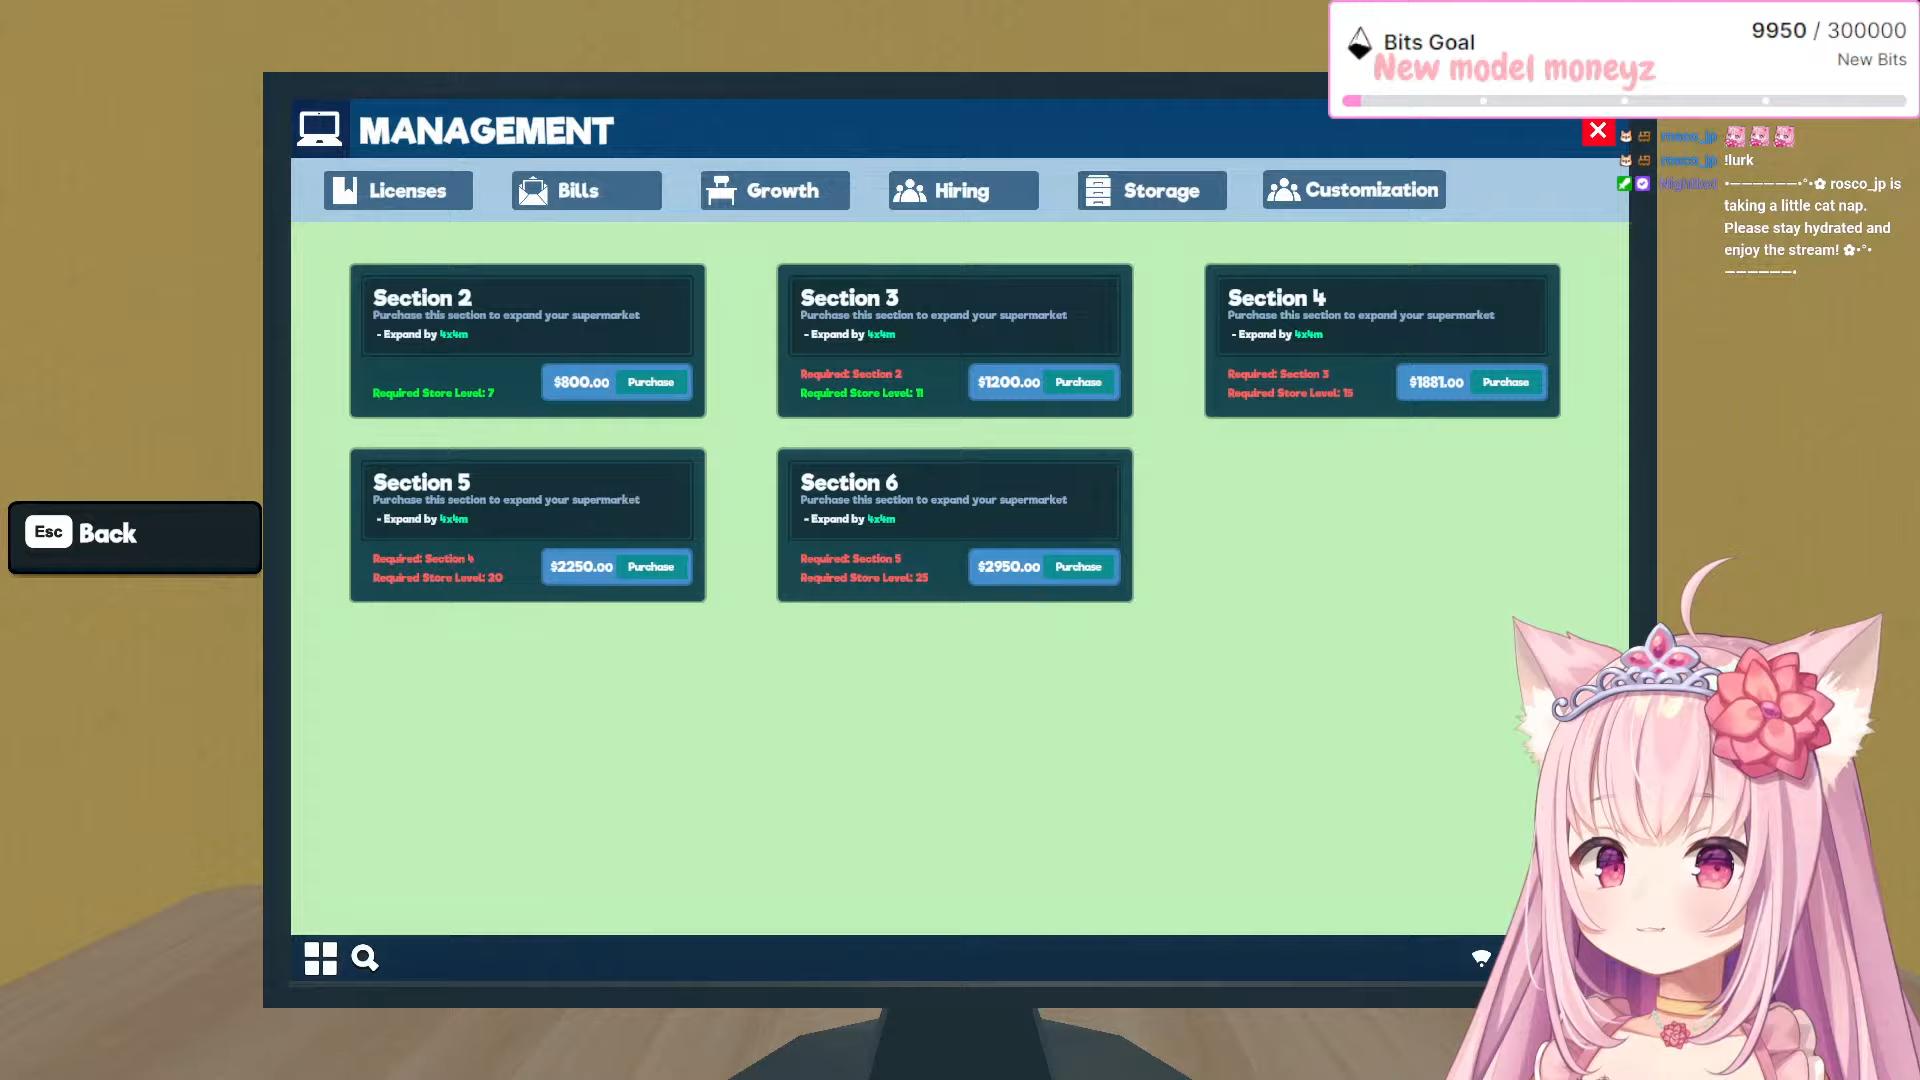 Bits Goal
9950 / 300000
New model moneyz
New Bits
MANAGEMENT
Licenses
Bills
Growth
Hiring
Storage
Customization
rosco_jp
rosco_jp !lurk
Nightbot •——————•°•✿ rosco_jp is
taking a little cat nap.
Please stay hydrated and
enjoy the stream! ✿•°•
——————•
Section 2
Purchase this section to expand your supermarket
- Expand by 4x4m
Required Store Level: 7
$800.00 Purchase
Section 3
Purchase this section to expand your supermarket
- Expand by 4x4m
Required: Section 2
Required Store Level: 11
$1200.00 Purchase
Section 4
Purchase this section to expand your supermarket
- Expand by 4x4m
Required: Section 3
Required Store Level: 15
$1881.00 Purchase
Section 5
Purchase this section to expand your supermarket
- Expand by 4x4m
Required: Section 4
Required Store Level: 20
$2250.00 Purchase
Section 6
Purchase this section to expand your supermarket
- Expand by 4x4m
Required: Section 5
Required Store Level: 25
$2950.00 Purchase
Esc Back